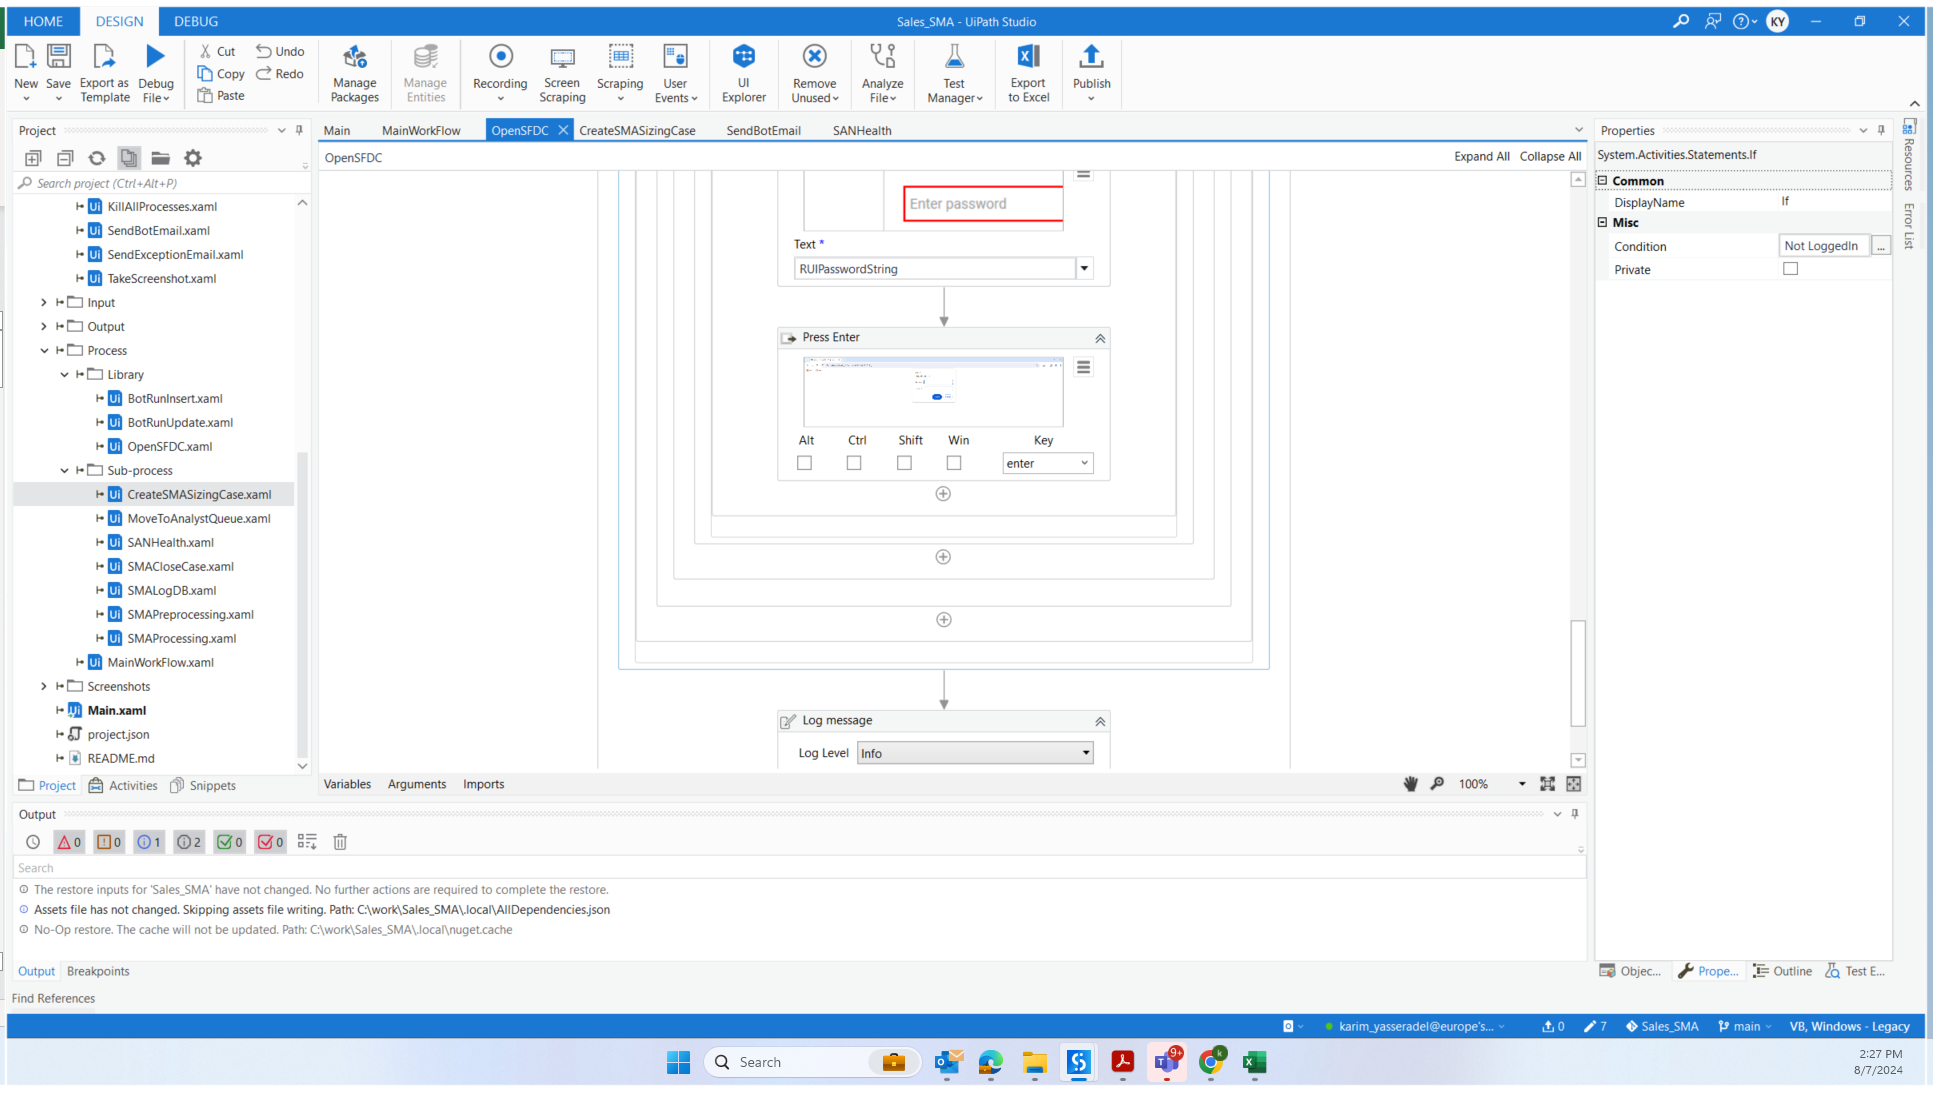 HOME DESIGN DEBUG Sales_SMA - UiPath Studio KY
New Save Export as Template Debug File Cut Copy Paste Undo Redo Manage Packages Manage Entities Recording Screen Scraping Scraping User Events UI Explorer Remove Unused Analyze File Test Manager Export to Excel Publish
Project
Search project (Ctrl+Alt+P)
KillAllProcesses.xaml
SendBotEmail.xaml
SendExceptionEmail.xaml
TakeScreenshot.xaml
Input
Output
Process
Library
BotRunInsert.xaml
BotRunUpdate.xaml
OpenSFDC.xaml
Sub-process
CreateSMASizingCase.xaml
MoveToAnalystQueue.xaml
SANHealth.xaml
SMACloseCase.xaml
SMALogDB.xaml
SMAPreprocessing.xaml
SMAProcessing.xaml
MainWorkFlow.xaml
Screenshots
Main.xaml
project.json
README.md
Project Activities Snippets
Main MainWorkFlow OpenSFDC CreateSMASizingCase SendBotEmail SANHealth
OpenSFDC Expand All Collapse All
Enter password
Text *
RUIPasswordString
Press Enter
Alt Ctrl Shift Win Key
enter
Log message
Log Level Info
Variables Arguments Imports 100%
Properties
System.Activities.Statements.If
Common
DisplayName If
Misc
Condition Not LoggedIn ...
Private
Resources
Error List
Objec... Prope... Outline Test E...
Output
0 0 1 2 0 0
Search
The restore inputs for 'Sales_SMA' have not changed. No further actions are required to complete the restore.
Assets file has not changed. Skipping assets file writing. Path: C:\work\Sales_SMA\.local\AllDependencies.json
No-Op restore. The cache will not be updated. Path: C:\work\Sales_SMA\.local\nuget.cache
Output Breakpoints
Find References
karim_yasseradel@europe's... 0 7 Sales_SMA main VB, Windows - Legacy
Search 9+ k
2:27 PM
8/7/2024